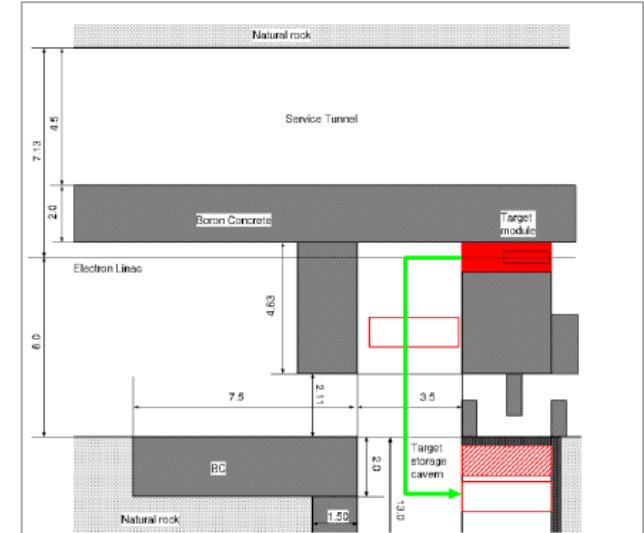 Natural rock
Service Tunnel
4.5
7.13
2.0
Boron Concrete
Target
module
Electron Linac
4.63
6.0
7.5
2.11
3.5
BC
2.0
Target
storage
cavern
13.0
1.50
Natural rock